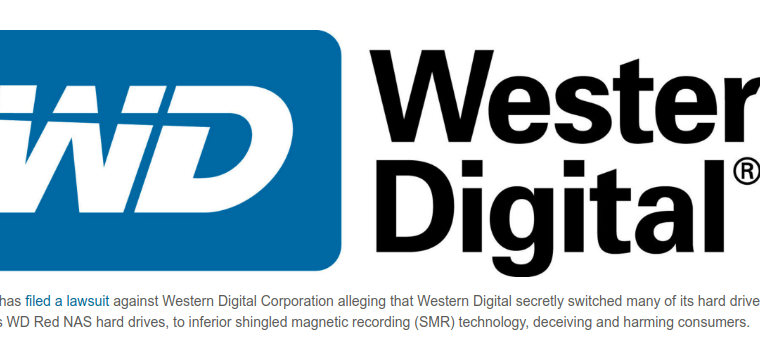 WD
Wester
Digital®
has filed a lawsuit against Western Digital Corporation alleging that Western Digital secretly switched many of its hard drive
s WD Red NAS hard drives, to inferior shingled magnetic recording (SMR) technology, deceiving and harming consumers.